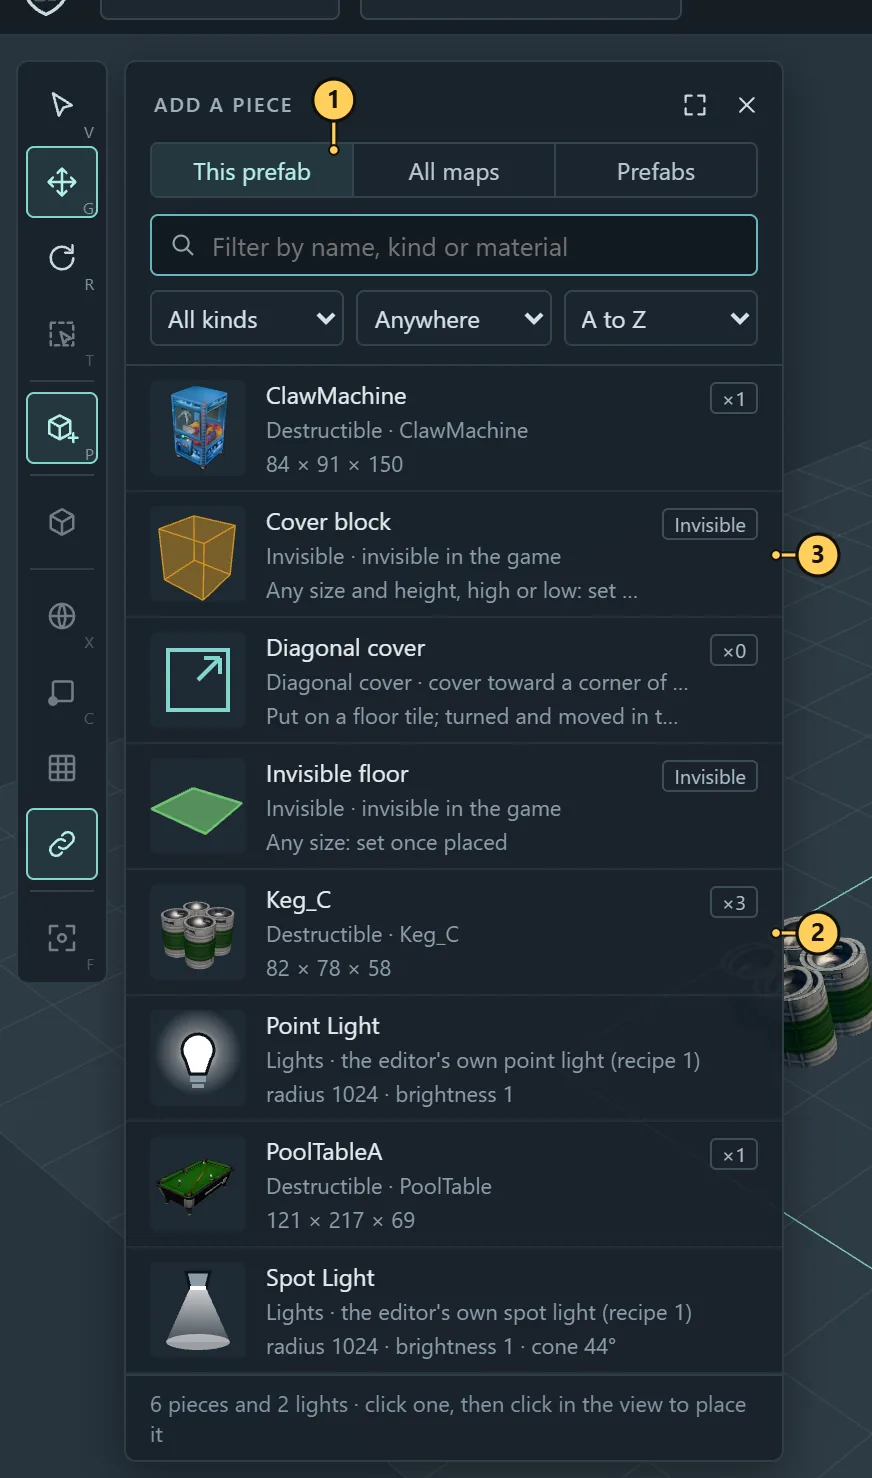 ADD A PIECE
1
V
This prefab
All maps
Prefabs
G
Filter by name, kind or material
R
All kinds
Anywhere
A to Z
T
ClawMachine
×1
Destructible · ClawMachine
84 × 91 × 150
P
Cover block
Invisible
Invisible · invisible in the game
3
Any size and height, high or low: set ...
Diagonal cover
×0
X
Diagonal cover · cover toward a corner of ...
Put on a floor tile; turned and moved in t...
C
Invisible floor
Invisible
Invisible · invisible in the game
Any size: set once placed
Keg_C
×3
Destructible · Keg_C
2
82 × 78 × 58
F
Point Light
Lights · the editor's own point light (recipe 1)
radius 1024 · brightness 1
PoolTableA
×1
Destructible · PoolTable
121 × 217 × 69
Spot Light
Lights · the editor's own spot light (recipe 1)
radius 1024 · brightness 1 · cone 44°
6 pieces and 2 lights · click one, then click in the view to place
it